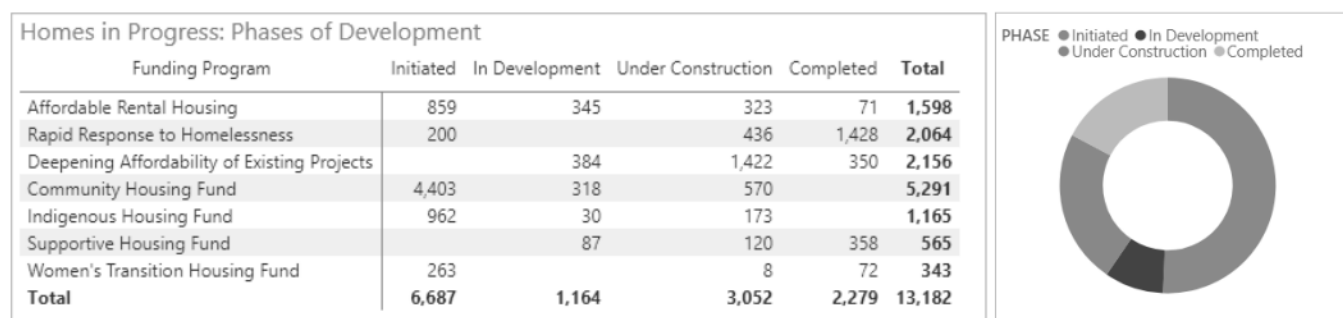 Homes in Progress: Phases of Development
Funding Program Initiated In Development Under Construction Completed Total
Affordable Rental Housing 859 345 323 71 1,598
Rapid Response to Homelessness 200 436 1,428 2,064
Deepening Affordability of Existing Projects 384 1,422 350 2,156
Community Housing Fund 4,403 318 570 5,291
Indigenous Housing Fund 962 30 173 1,165
Supportive Housing Fund 87 120 358 565
Women's Transition Housing Fund 263 8 72 343
Total 6,687 1,164 3,052 2,279 13,182
PHASE Initiated In Development
Under Construction Completed